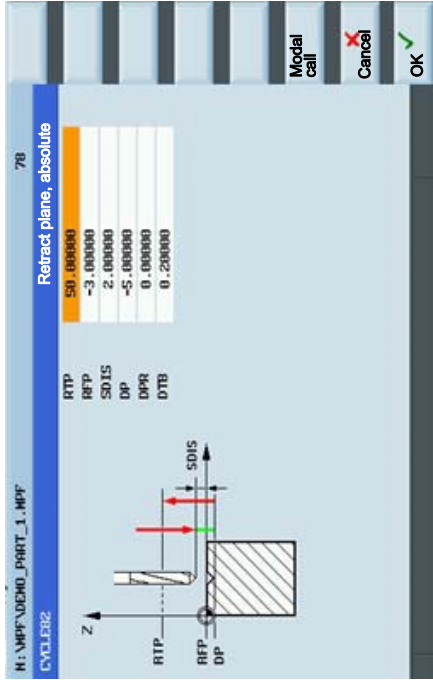 N:\MPF\DEMO_PART_1.MPF 78
CYCLE82 Retract plane, absolute
RTP 50.00000
RFP -3.00000
SDIS 2.00000
DP -5.00000
DPR 0.00000
DTB 0.20000
Z
RTP
RFP
DP
SDIS
Modal
call
Cancel
OK